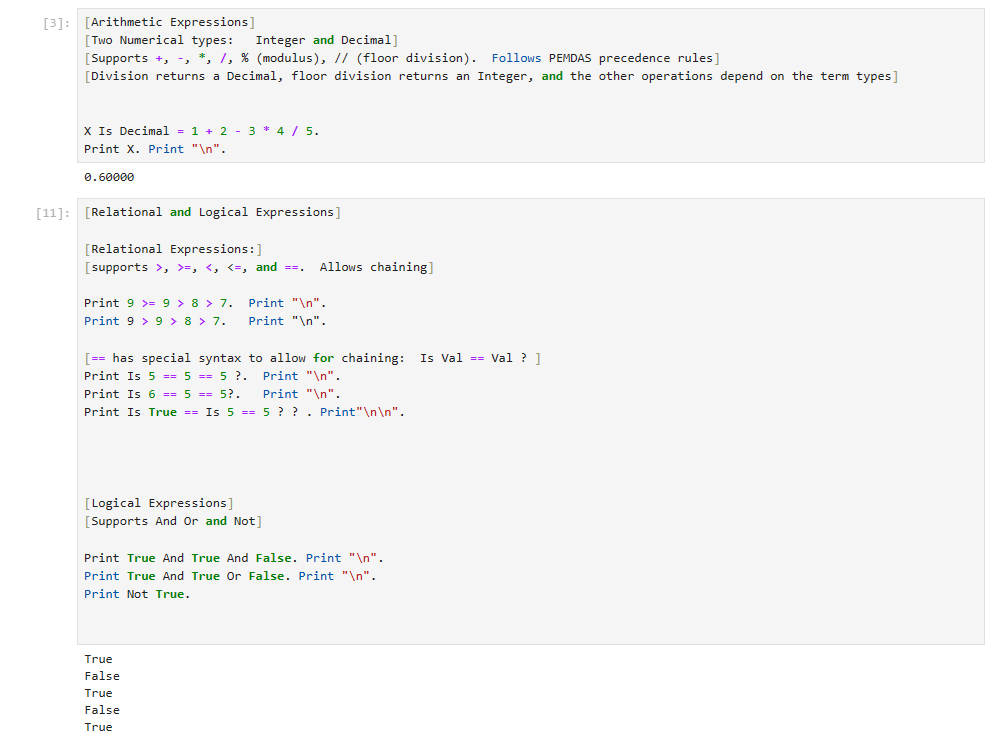 [3]:
[Arithmetic Expressions]
[Two Numerical types:   Integer and Decimal]
[Supports +, -, *, /, % (modulus), // (floor division).  Follows PEMDAS precedence rules]
[Division returns a Decimal, floor division returns an Integer, and the other operations depend on the term types]
X Is Decimal = 1 + 2 - 3 * 4 / 5.
Print X. Print "\n".
0.60000
[11]:
[Relational and Logical Expressions]
[Relational Expressions:]
[supports >, >=, <, <=, and ==.  Allows chaining]
Print 9 >= 9 > 8 > 7.  Print "\n".
Print 9 > 9 > 8 > 7.   Print "\n".
[== has special syntax to allow for chaining:  Is Val == Val ? ]
Print Is 5 == 5 == 5 ?.  Print "\n".
Print Is 6 == 5 == 5?.   Print "\n".
Print Is True == Is 5 == 5 ? ? . Print"\n\n".
[Logical Expressions]
[Supports And Or and Not]
Print True And True And False. Print "\n".
Print True And True Or False. Print "\n".
Print Not True.
True
False
True
False
True